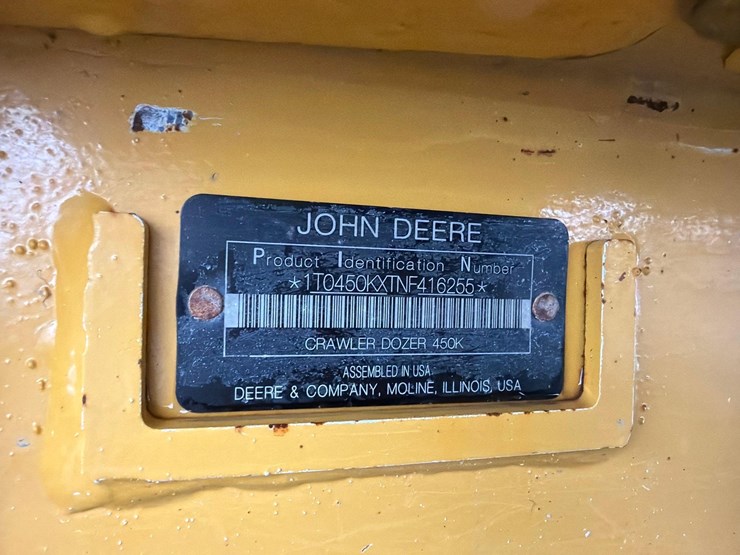 JOHN DEERE
Product Identification Number
*1T0450KXTNF416255*
CRAWLER DOZER 450K
ASSEMBLED IN USA
DEERE & COMPANY, MOLINE, ILLINOIS, USA